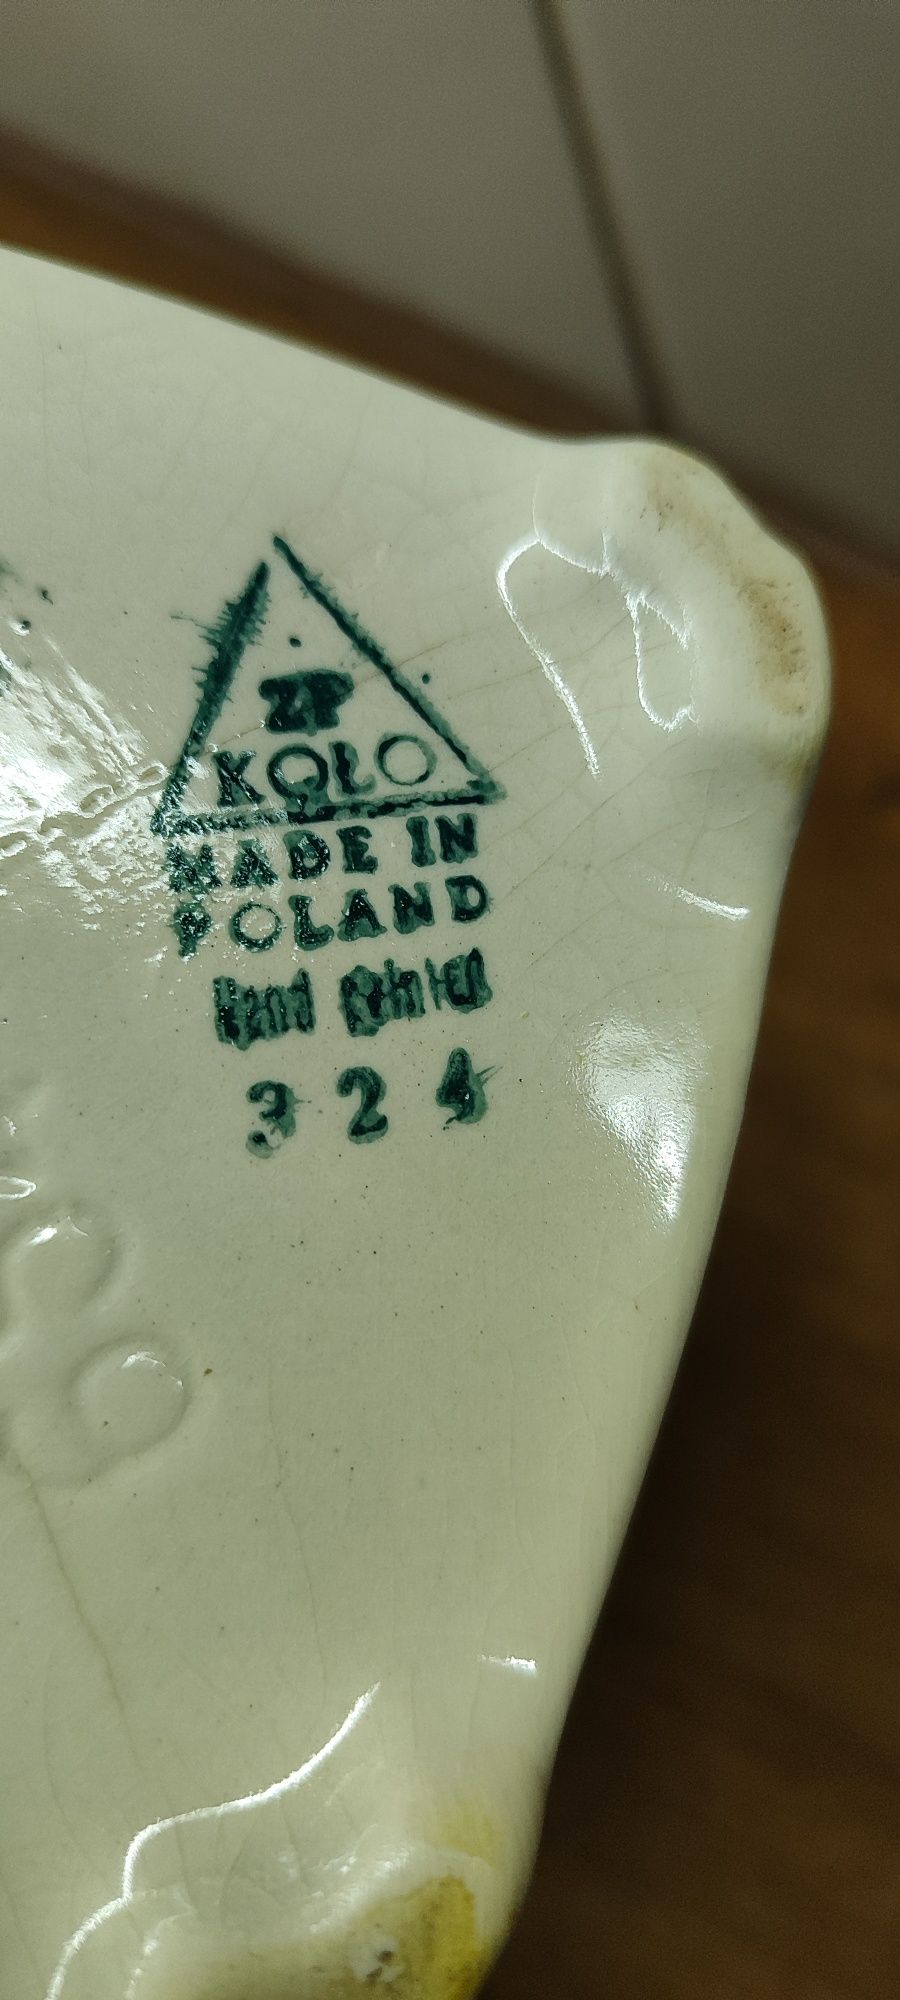 ZP
KOŁO
MADE IN
POLAND
Hand Painted
324